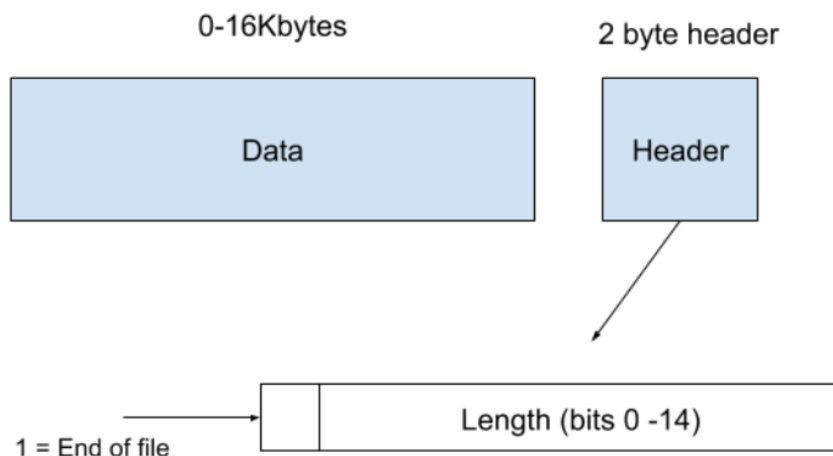 0-16Kbytes
2 byte header
Data
Header
Length (bits 0 -14)
1 = End of file